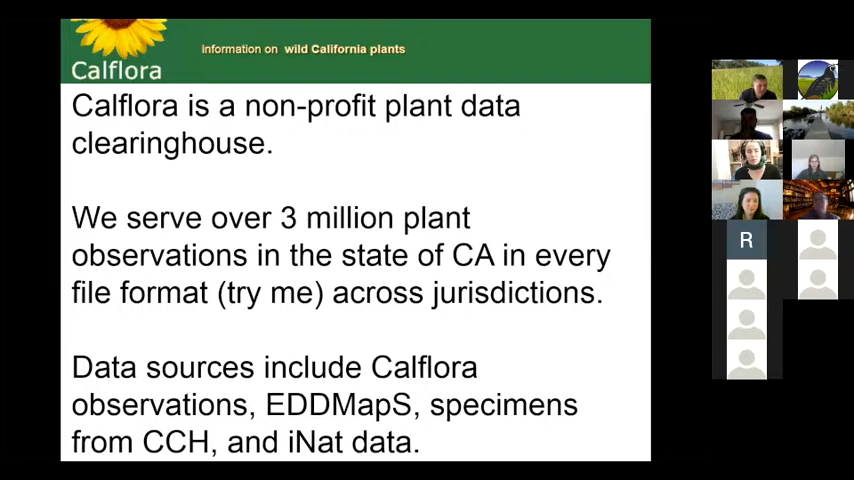 Information on wild California plants
Calflora
Calflora is a non-profit plant data
clearinghouse.
We serve over 3 million plant
observations in the state of CA in every
file format (try me) across jurisdictions.
Data sources include Calflora
observations, EDDMapS, specimens
from CCH, and iNat data.
R